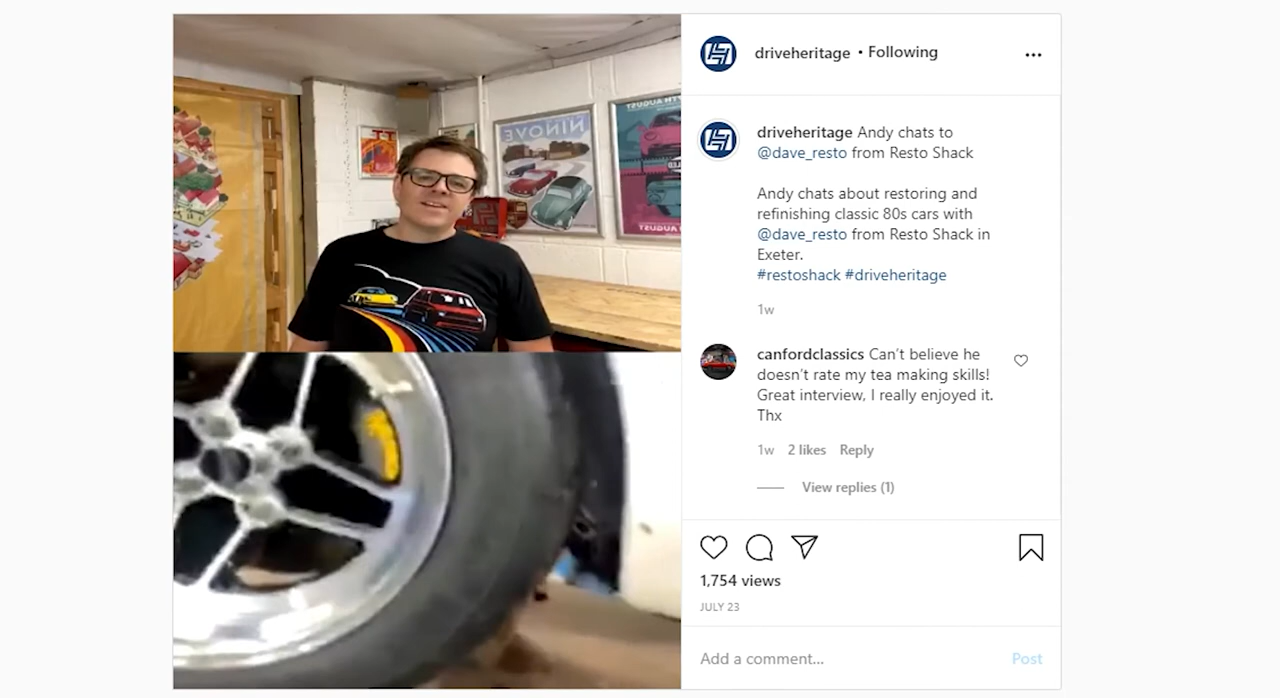 NINOVE
TT
driveheritage • Following
driveheritage Andy chats to
@dave_resto from Resto Shack
Andy chats about restoring and
refinishing classic 80s cars with
@dave_resto from Resto Shack in
Exeter.
#restoshack #driveheritage
1w
canfordclassics Can't believe he
doesn't rate my tea making skills!
Great interview, I really enjoyed it.
Thx
1w 2 likes Reply
View replies (1)
1,754 views
JULY 23
Add a comment... Post